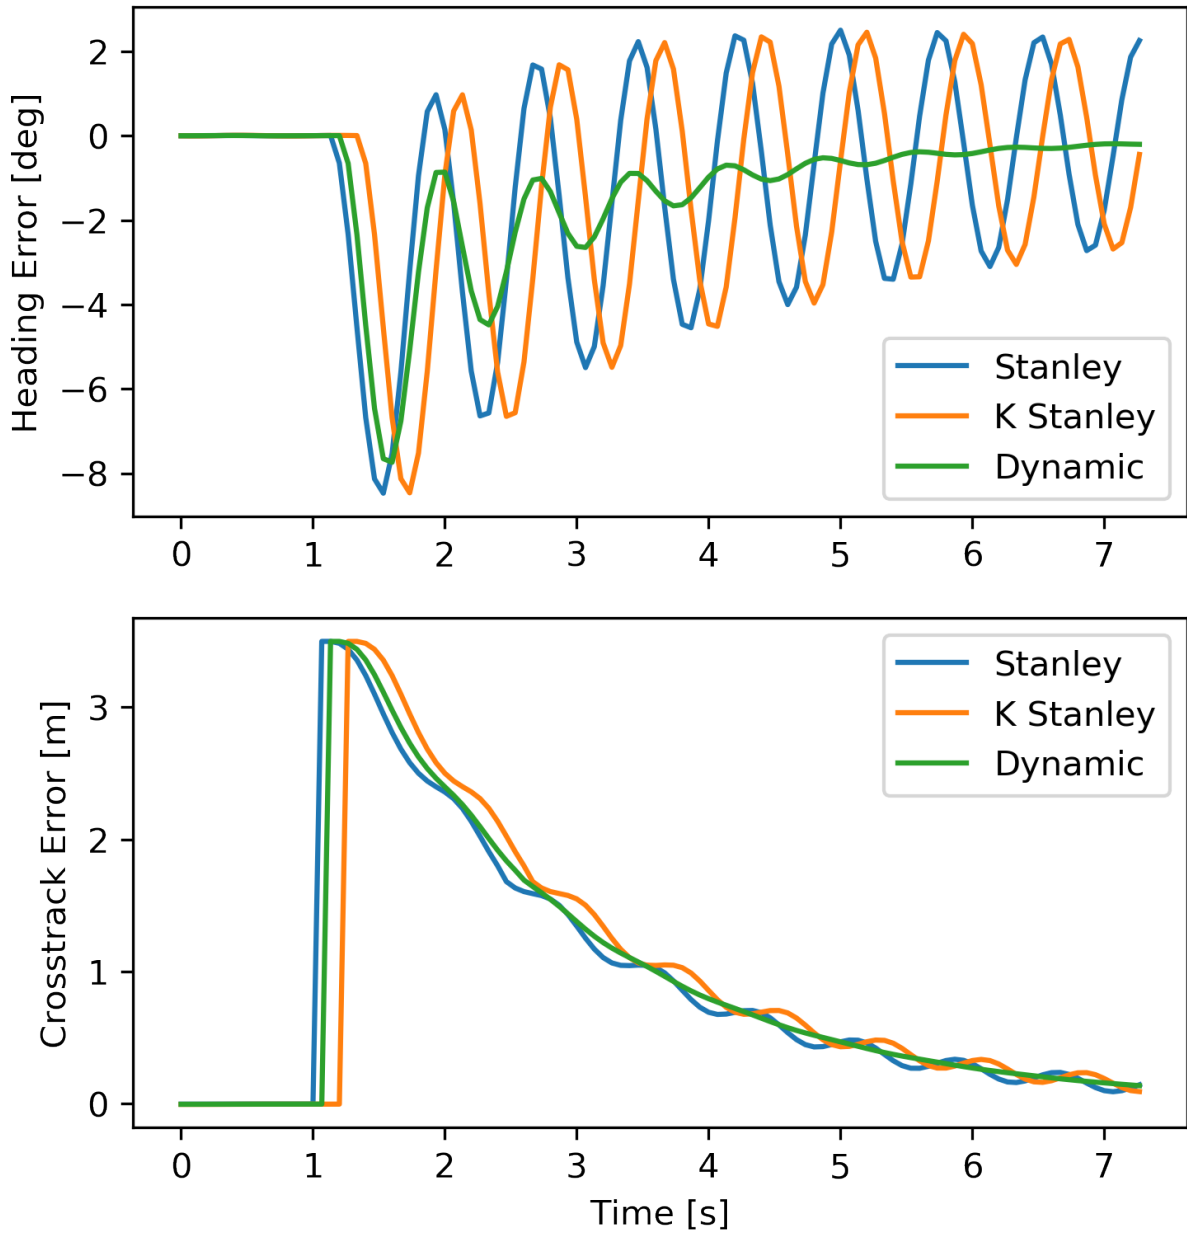 Heading Error [deg]
2
0
−2
−4
−6
−8
Stanley
K Stanley
Dynamic
0 1 2 3 4 5 6 7
Crosstrack Error [m]
3
2
1
0
Stanley
K Stanley
Dynamic
0 1 2 3 4 5 6 7
Time [s]